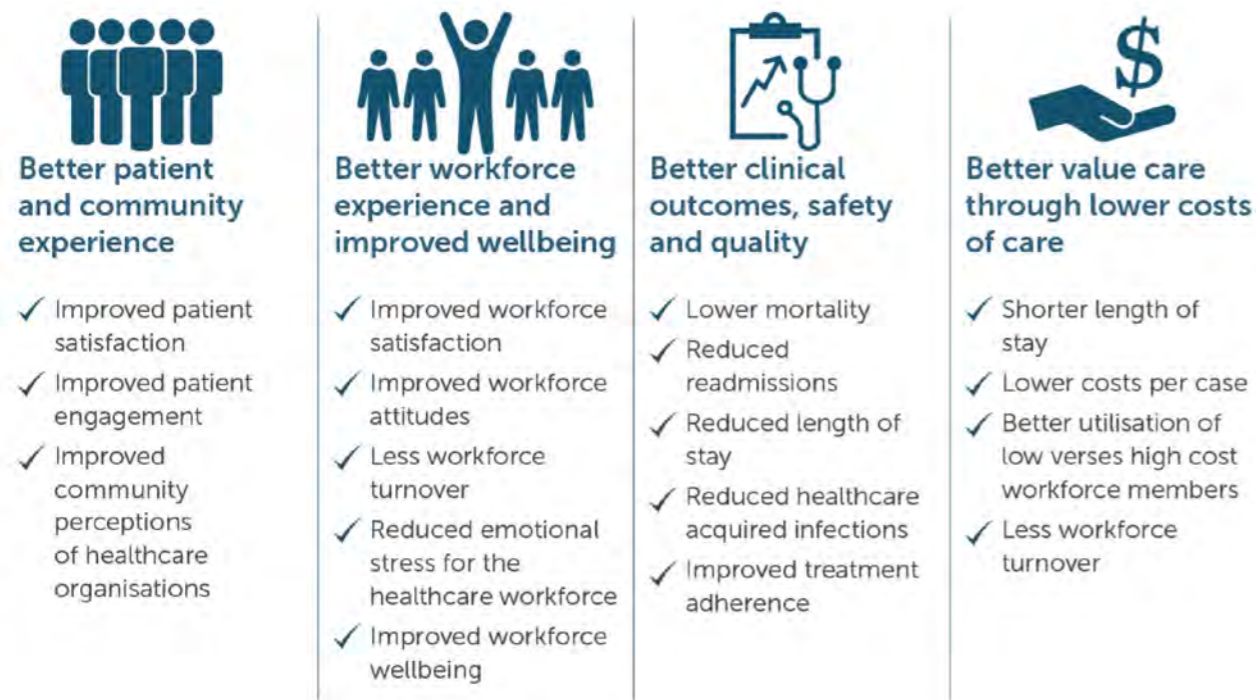 Better patient
and community
experience
✓ Improved patient
satisfaction
✓ Improved patient
engagement
✓ Improved
community
perceptions
of healthcare
organisations
Better workforce
experience and
improved wellbeing
✓ Improved workforce
satisfaction
✓ Improved workforce
attitudes
✓ Less workforce
turnover
✓ Reduced emotional
stress for the
healthcare workforce
✓ Improved workforce
wellbeing
Better clinical
outcomes, safety
and quality
✓ Lower mortality
✓ Reduced
readmissions
✓ Reduced length of
stay
✓ Reduced healthcare
acquired infections
✓ Improved treatment
adherence
$
Better value care
through lower costs
of care
✓ Shorter length of
stay
✓ Lower costs per case
✓ Better utilisation of
low verses high cost
workforce members
✓ Less workforce
turnover